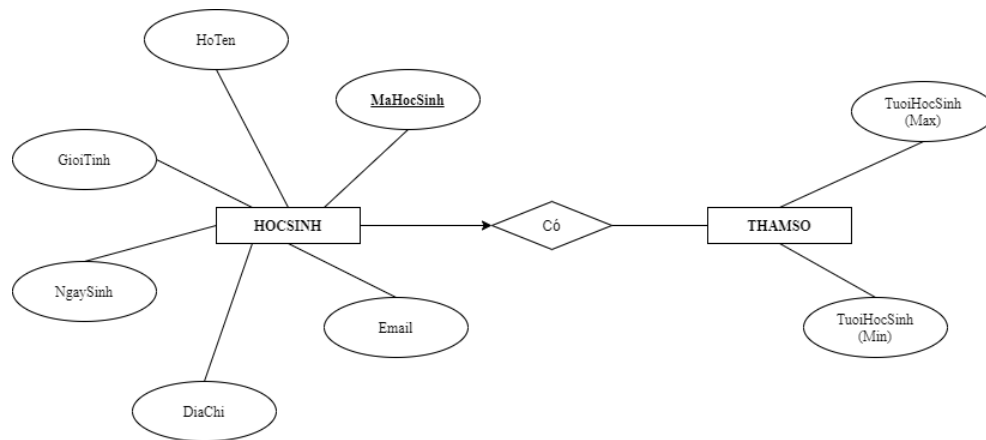 HoTen
MaHocSinh
TuoiHocSinh
(Max)
GioiTinh
HOCSINH
Có
THAMSO
NgaySinh
Email
TuoiHocSinh
(Min)
DiaChi